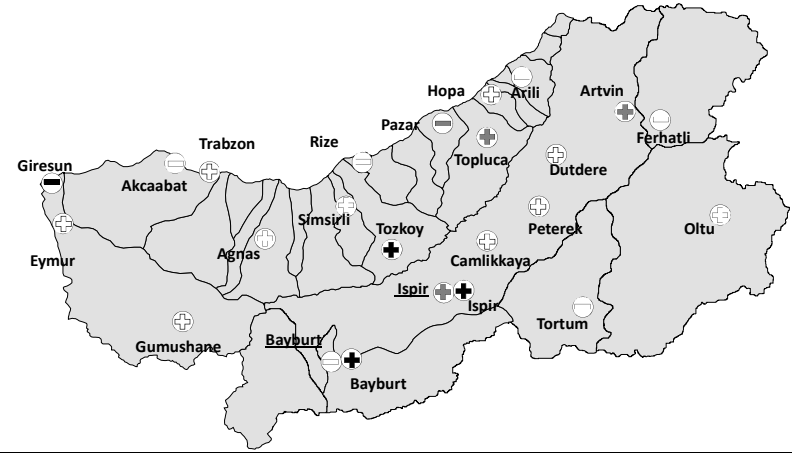 Hopa
Arili
Artvin
Pazar
Ferhatli
Trabzon
Rize
Topluca
Giresun
Dutdere
Akcaabat
Simsirli
Tozkoy
Peterek
Oltu
Agnas
Eymur
Camlikkaya
Ispir
Ispir
Tortum
Gumushane
Bayburt
Bayburt